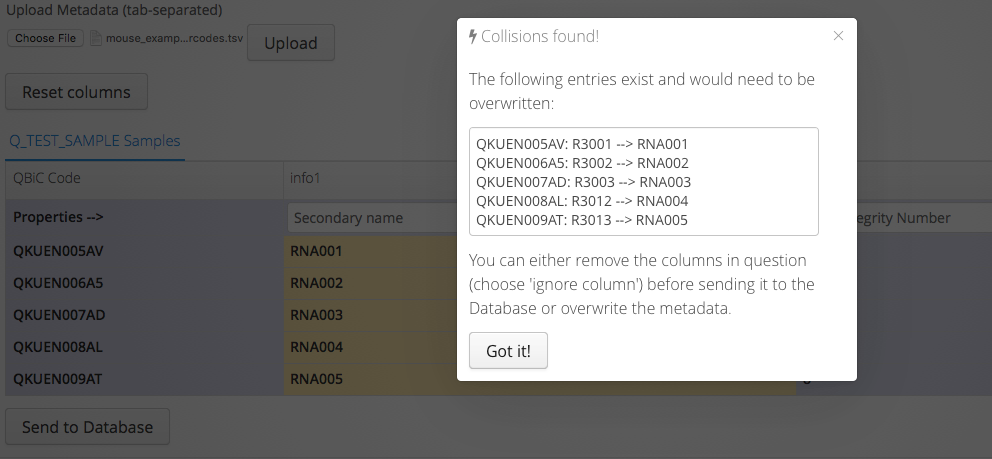 Upload Metadata (tab-separated)
Choose File mouse_examp...rcodes.tsv Upload
Reset columns
Q_TEST_SAMPLE Samples
QBiC Code info1
Properties --> Secondary name egrity Number
QKUEN005AV RNA001
QKUEN006A5 RNA002
QKUEN007AD RNA003
QKUEN008AL RNA004
QKUEN009AT RNA005
Send to Database
Collisions found! ×
The following entries exist and would need to be
overwritten:
QKUEN005AV: R3001 --> RNA001
QKUEN006A5: R3002 --> RNA002
QKUEN007AD: R3003 --> RNA003
QKUEN008AL: R3012 --> RNA004
QKUEN009AT: R3013 --> RNA005
You can either remove the columns in question
(choose 'ignore column') before sending it to the
Database or overwrite the metadata.
Got it!